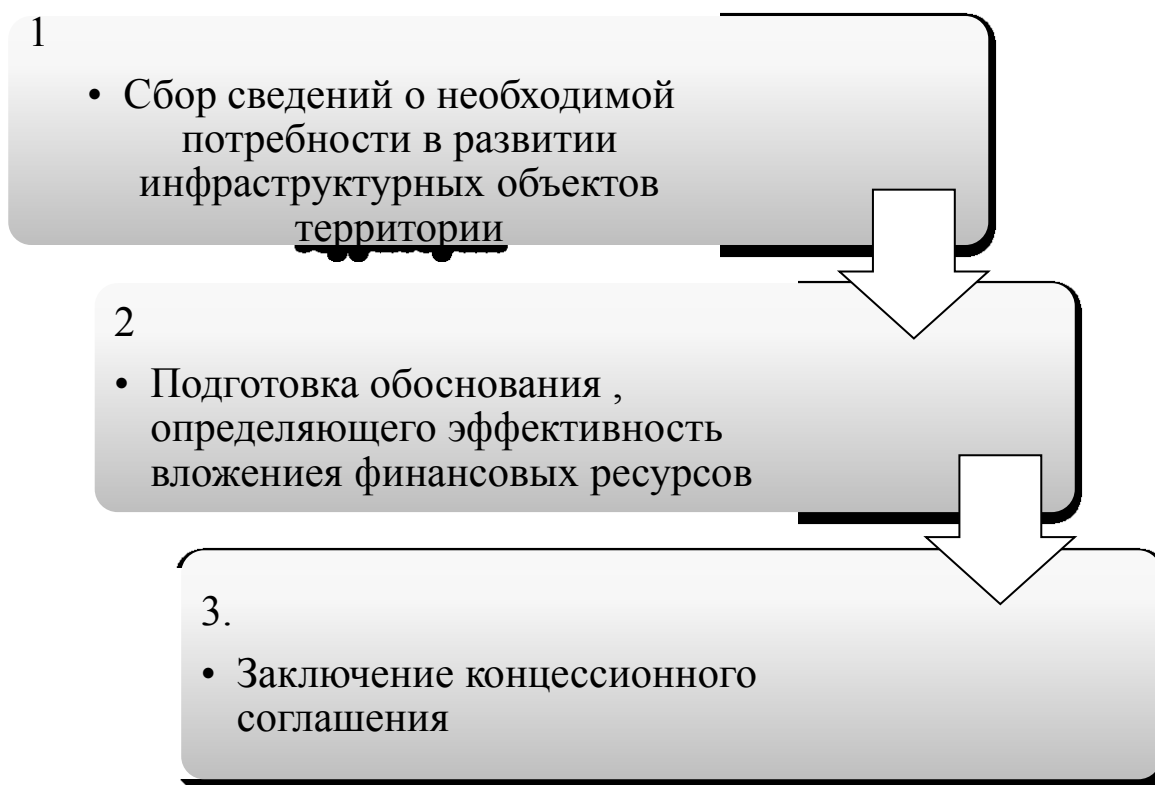 1
• Сбор сведений о необходимой
потребности в развитии
инфраструктурных объектов
территории
2
• Подготовка обоснования ,
определяющего эффективность
вложениея финансовых ресурсов
3.
• Заключение концессионного
соглашения